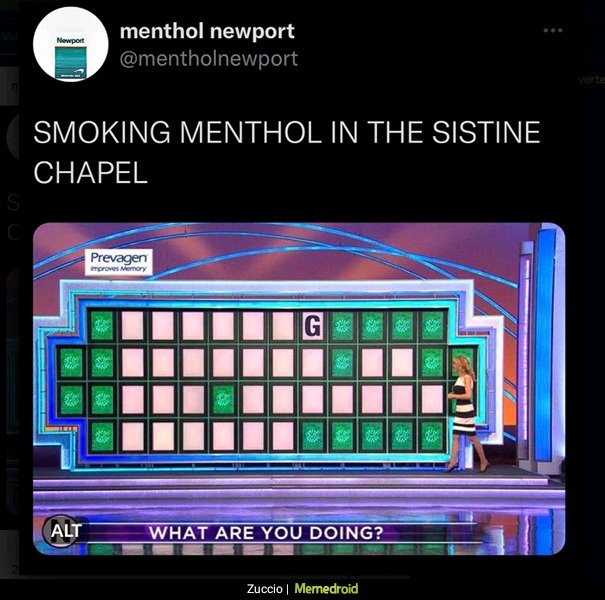 Newport
menthol newport
@mentholnewport
SMOKING MENTHOL IN THE SISTINE
CHAPEL
Prevagen
Improves Memory
G
ALT
WHAT ARE YOU DOING?
Zuccio | Memedroid